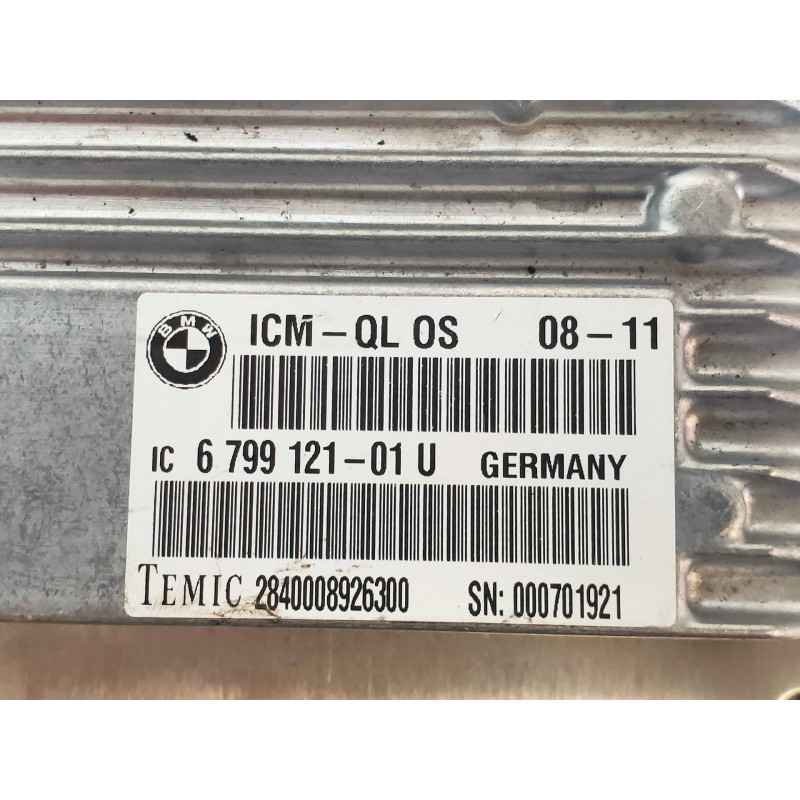 BMW
ICM-QL OS 08-11
IC 6 799 121-01 U GERMANY
TEMIC 2840008926300 SN: 000701921